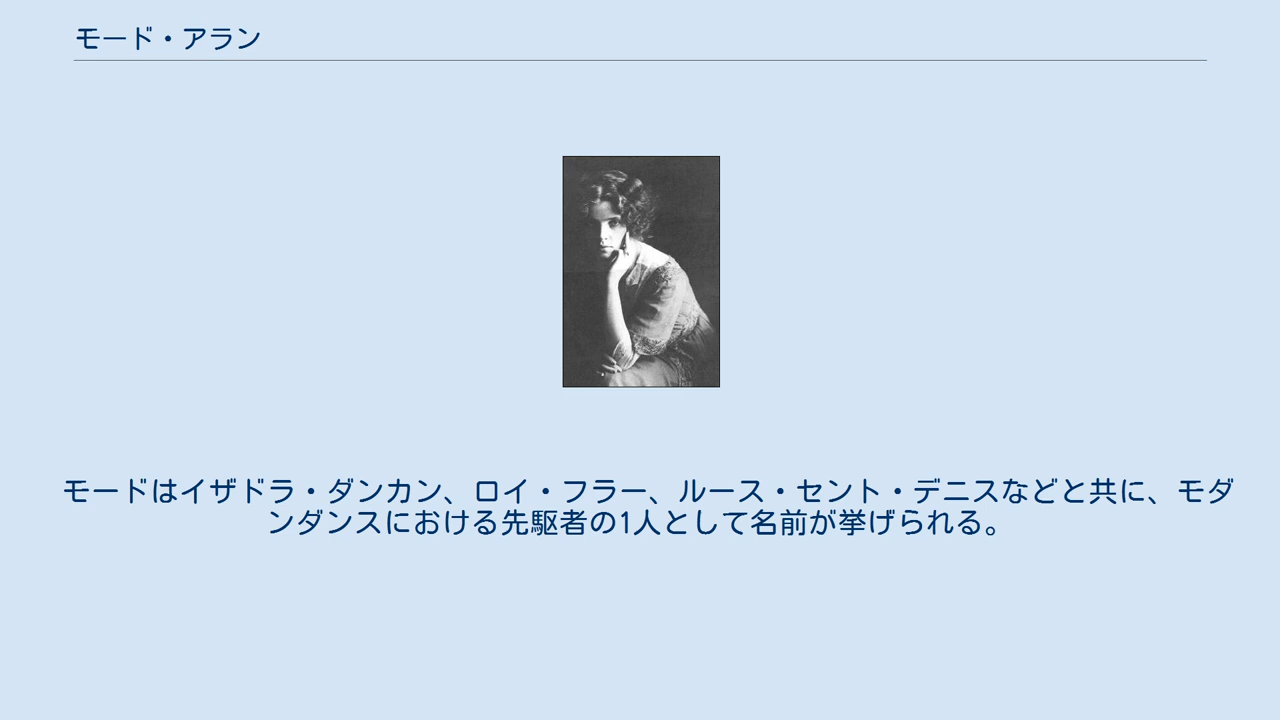 モード・アラン
モードはイザドラ・ダンカン、ロイ・フラー、ルース・セント・デニスなどと共に、モダ
ンダンスにおける先駆者の1人として名前が挙げられる。